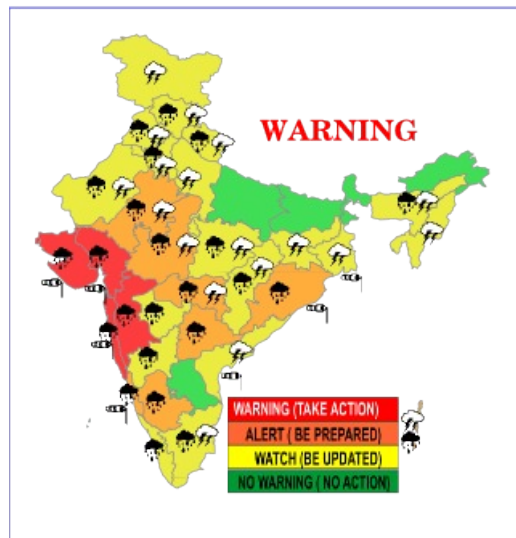 WARNING
WARNING (TAKE ACTION)
ALERT ( BE PREPARED)
WATCH (BE UPDATED)
NO WARNING ( NO ACTION)